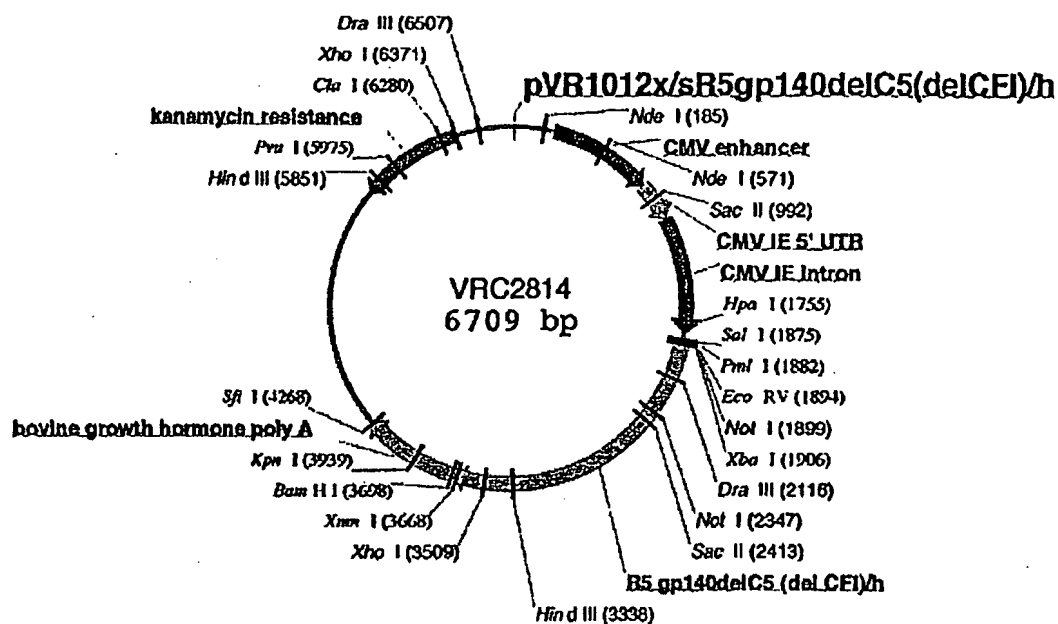 Dra III (6507)
Xho I (6371)
Cla I (6280)
kanamycin resistance
Pvu I (5975)
Hin d III (5851)
pVR1012x/sR5gp140delC5(delCFI)/h
Nde I (185)
CMV enhancer
Nde I (571)
Sac II (992)
CMV IE 5' UTR
CMV IE Intron
Hpa I (1755)
Sal I (1875)
Pml I (1882)
Eco RV (1894)
Not I (1899)
Xba I (1906)
Dra III (2116)
Not I (2347)
Sac II (2413)
R5 gp140delC5 (del CFI)/h
Hin d III (3338)
Xho I (3509)
Xmn I (3668)
Bam H I (3698)
Kpn I (3939)
bovine growth hormone poly A
Sfi I (4268)
VRC2814
6709 bp